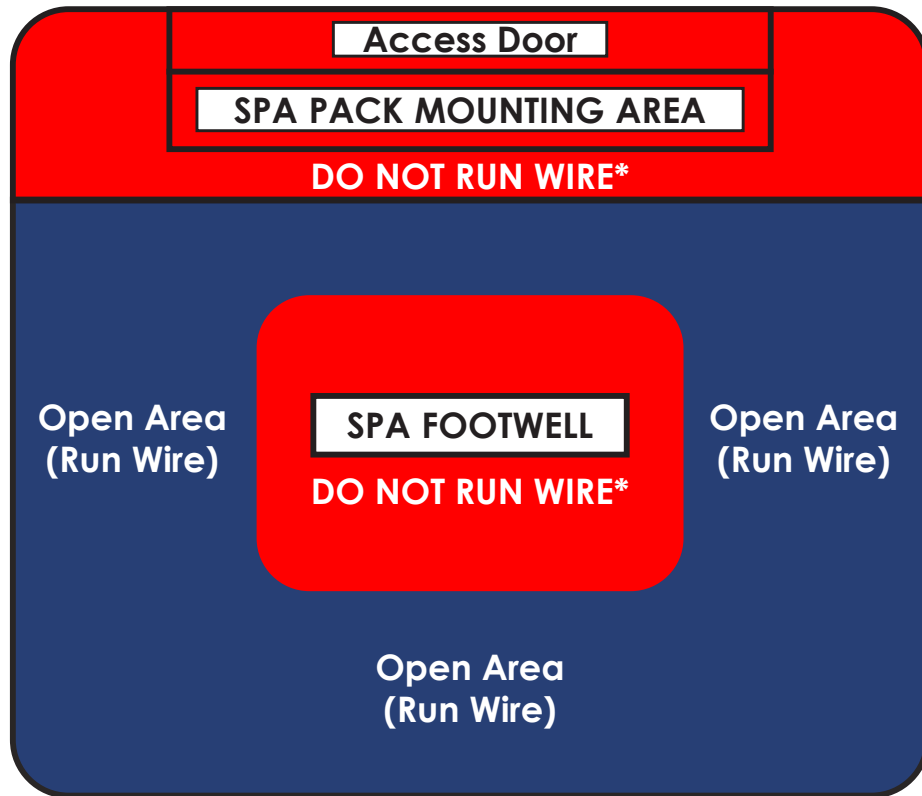 Access Door
SPA PACK MOUNTING AREA
DO NOT RUN WIRE*
Open Area
(Run Wire)
SPA FOOTWELL
DO NOT RUN WIRE*
Open Area
(Run Wire)
Open Area
(Run Wire)